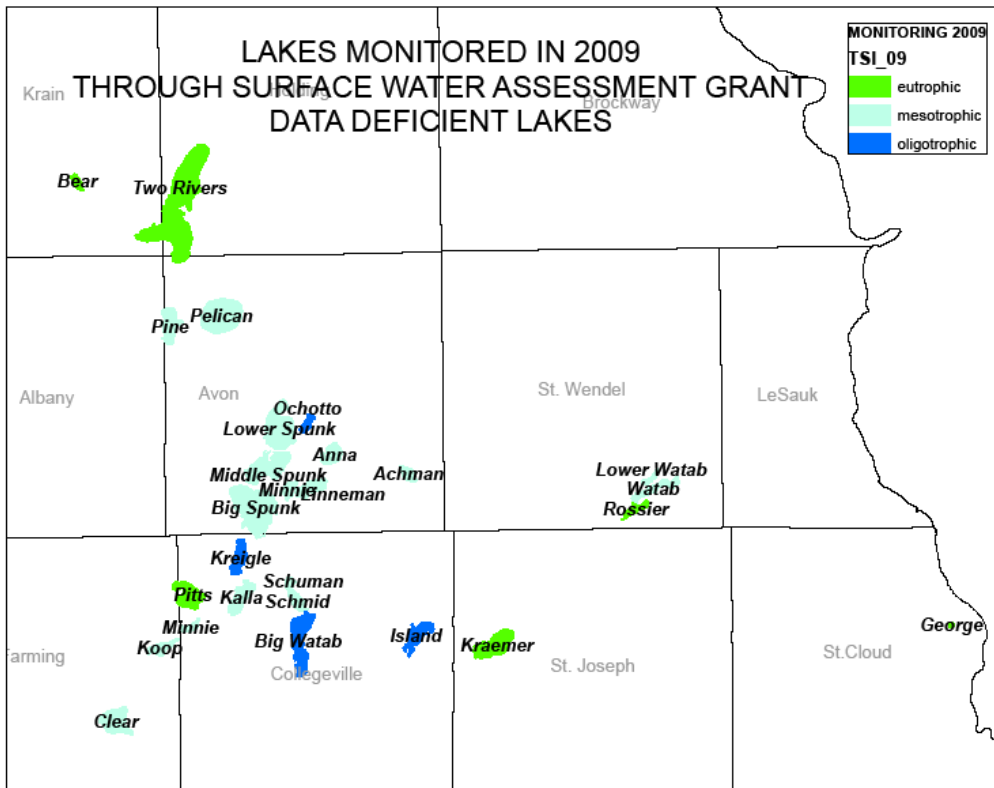 LAKES MONITORED IN 2009
THROUGH SURFACE WATER ASSESSMENT GRANT
DATA DEFICIENT LAKES
MONITORING 2009
TSI_09
eutrophic
mesotrophic
oligotrophic
Krain
Holding
Brockway
Bear
Two Rivers
Pine
Pelican
Albany
Avon
St. Wendel
LeSauk
Ochotto
Lower Spunk
Anna
Middle Spunk
Achman
Minnie
Linneman
Big Spunk
Lower Watab
Watab
Rossier
Kreigle
Pitts
Kalla
Schuman
Schmid
Minnie
Koop
Big Watab
Island
Kraemer
George
Farming
Collegeville
St. Joseph
St.Cloud
Clear